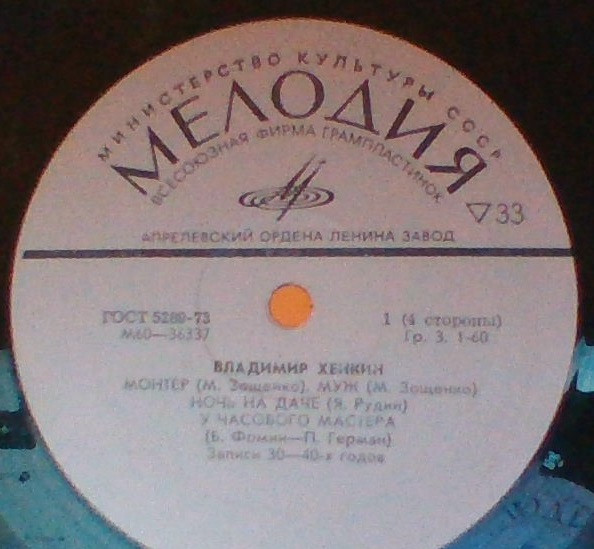 МИНИСТЕРСТВО КУЛЬТУРЫ СССР
МЕЛОДИЯ
ВСЕСОЮЗНАЯ ФИРМА ГРАМПЛАСТИНОК
33
АПРЕЛЕВСКИЙ ОРДЕНА ЛЕНИНА ЗАВОД
ГОСТ 5289-73
1 (4 стороны)
М60—36337
Гр. 3. 1-60
ВЛАДИМИР ХЕНКИН
МОНТЕР (М. Зощенко), МУЖ (М. Зощенко)
НОЧЬ НА ДАЧЕ (Я. Рудин)
У ЧАСОВОГО МАСТЕРА
(Б. Фомин—П. Герман)
Записи 30—40-х годов